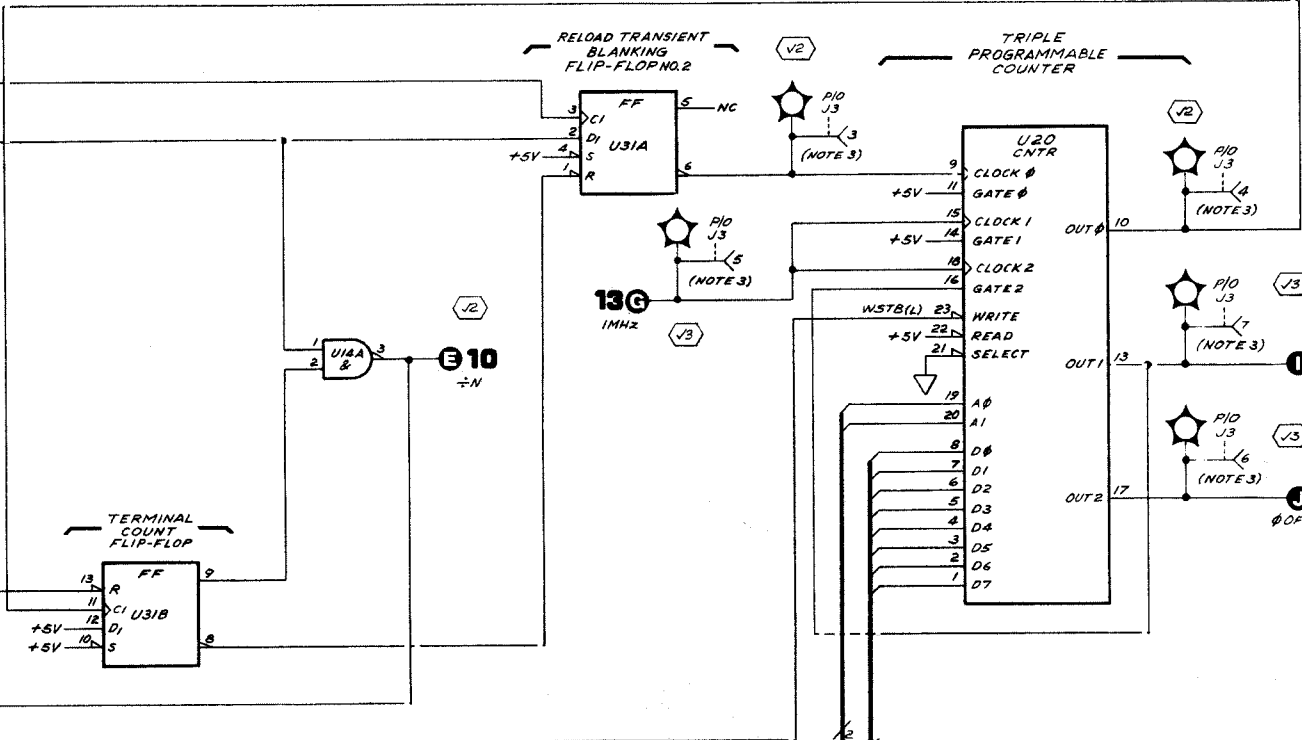 RELOAD TRANSIENT
BLANKING
FLIP-FLOP NO.2
√2
TRIPLE
PROGRAMMABLE
COUNTER
FF
3 C1
2 D1
+5V 4 S
1 R
U31A
5 NC
6
P/O
J3
3
(NOTE 3)
P/O
J3
5
(NOTE 3)
13 G
1MHz
√3
U20
CNTR
9 CLOCK Ø
+5V 11 GATE Ø
15 CLOCK 1
+5V 14 GATE 1
18 CLOCK 2
16 GATE 2
WSTB(L) 23 WRITE
+5V 22 READ
21 SELECT
19 AØ
20 A1
8 DØ
7 D1
6 D2
5 D3
4 D4
3 D5
2 D6
1 D7
OUTØ 10
OUT1 13
OUT2 17
√2
P/O
J3
4
(NOTE 3)
√3
P/O
J3
7
(NOTE 3)
√3
P/O
J3
6
(NOTE 3)
J
ØOF
√2
1
2
U14A
&
3
E 10
÷N
TERMINAL
COUNT
FLIP-FLOP
FF
13 R
11 C1
+5V 12 D1
+5V 10 S
U31B
9
8
2